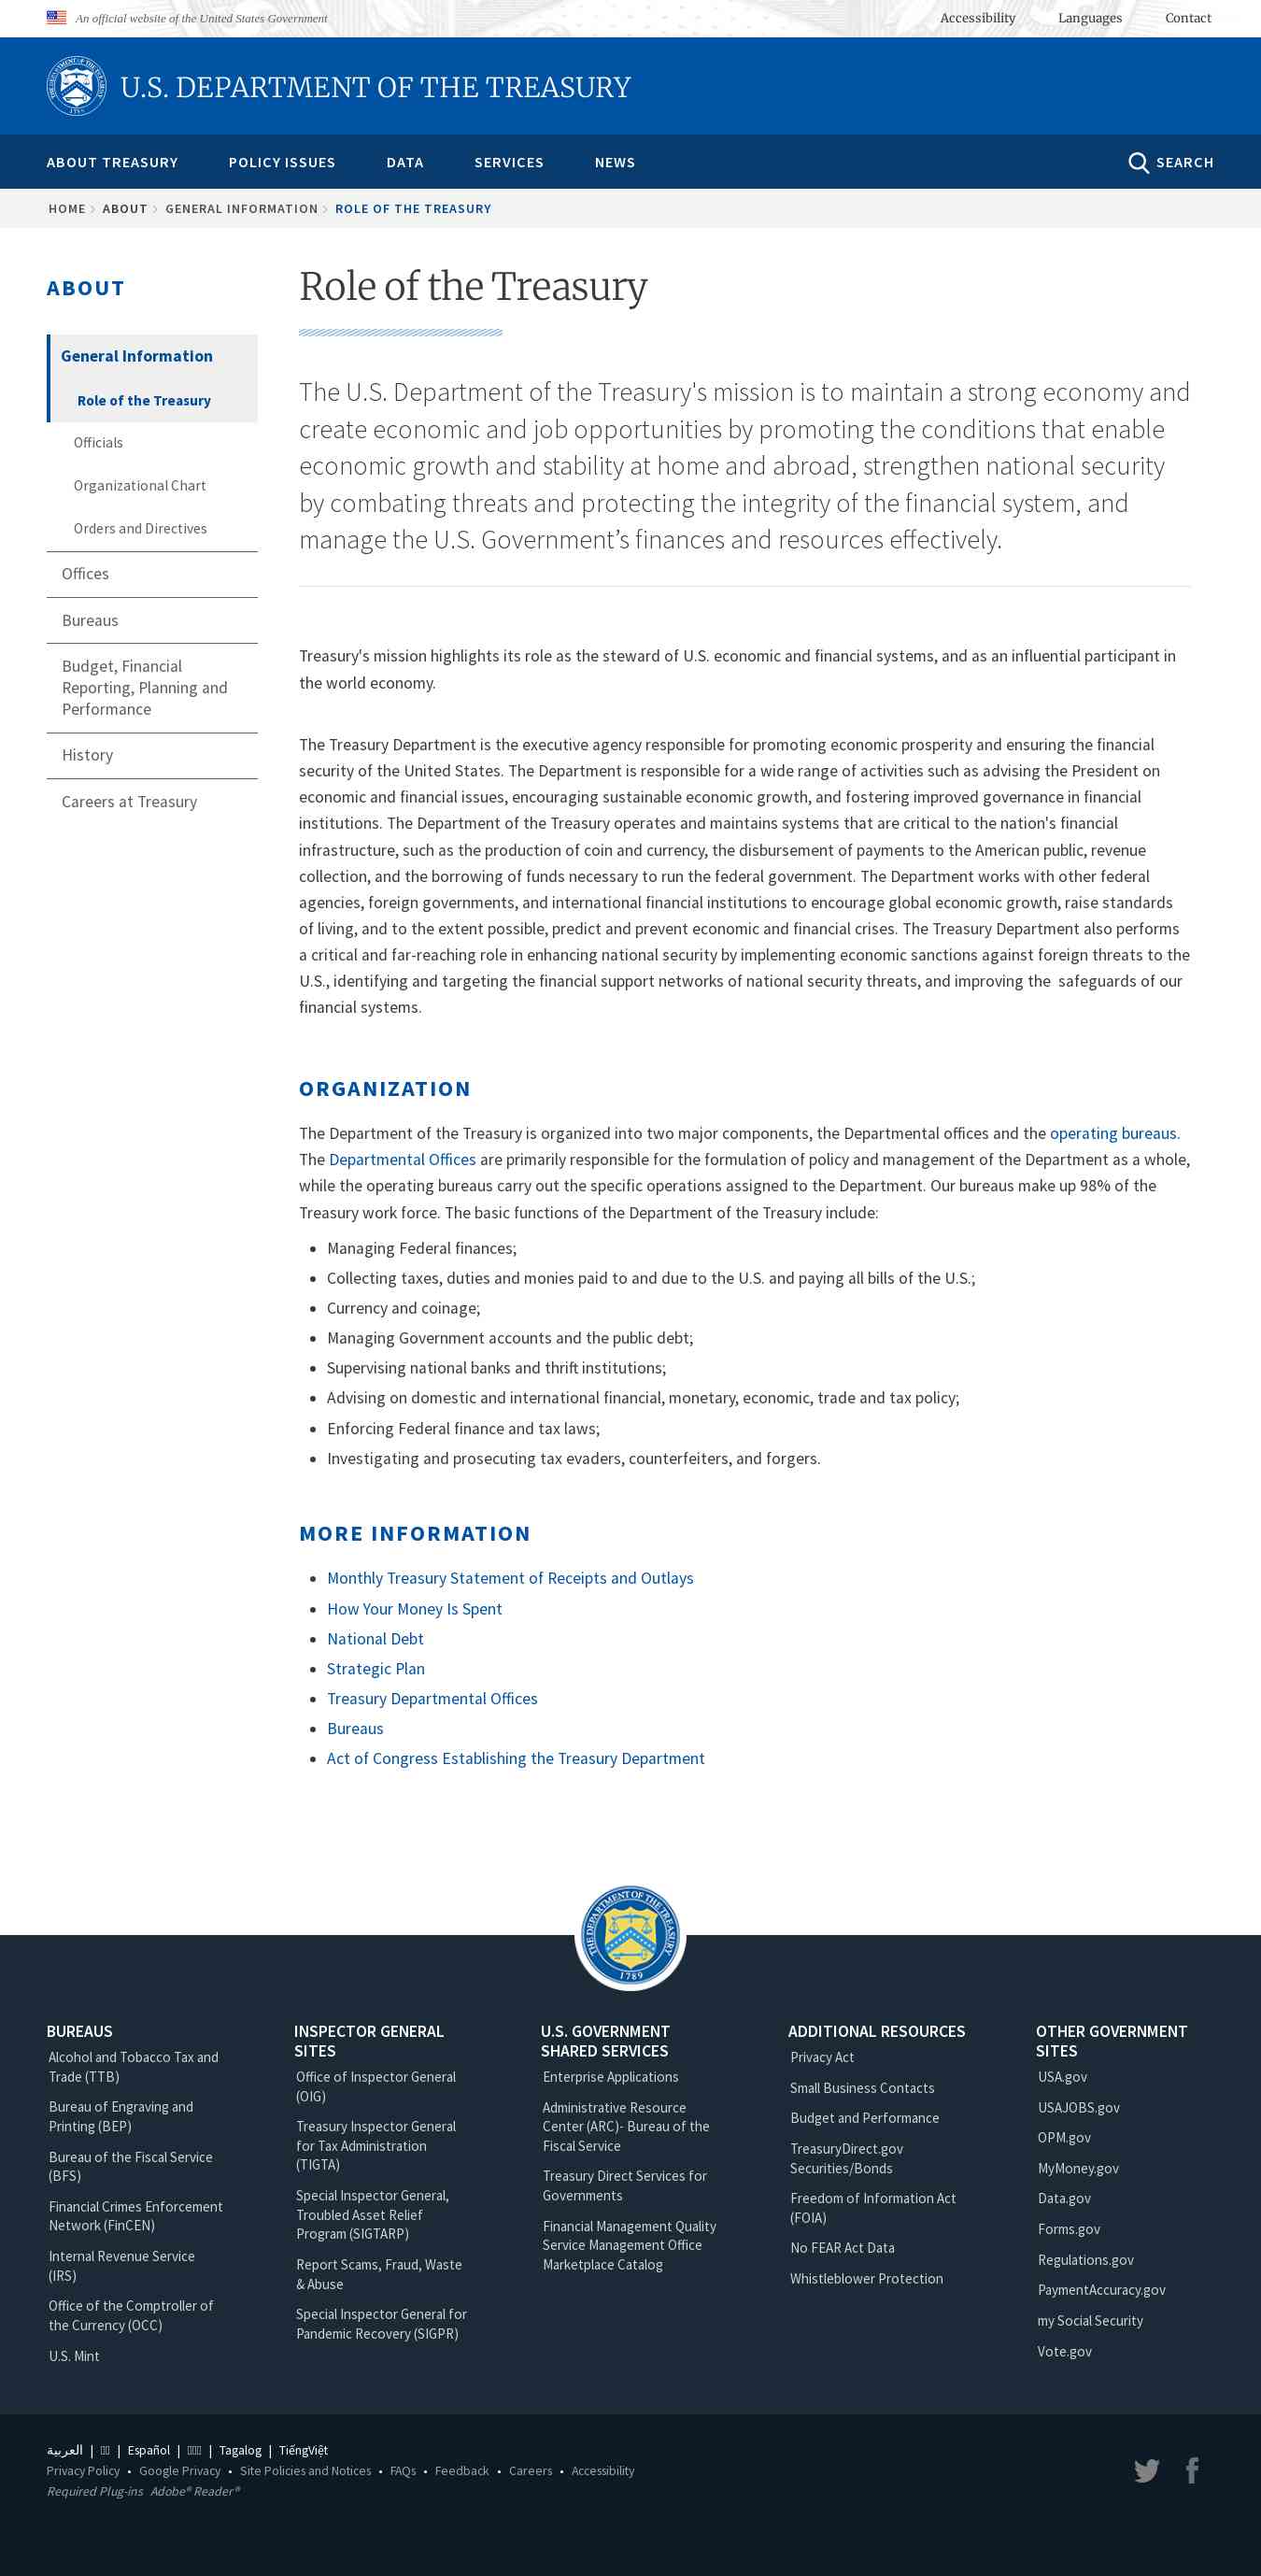 An official website of the United States Government
Accessibility Languages Contact
U.S. DEPARTMENT OF THE TREASURY
ABOUT TREASURY POLICY ISSUES DATA SERVICES NEWS SEARCH
HOME ABOUT GENERAL INFORMATION ROLE OF THE TREASURY
ABOUT
General Information
Role of the Treasury
Officials
Organizational Chart
Orders and Directives
Offices
Bureaus
Budget, Financial
Reporting, Planning and
Performance
History
Careers at Treasury
Role of the Treasury
The U.S. Department of the Treasury's mission is to maintain a strong economy and
create economic and job opportunities by promoting the conditions that enable
economic growth and stability at home and abroad, strengthen national security
by combating threats and protecting the integrity of the financial system, and
manage the U.S. Government’s finances and resources effectively.
Treasury's mission highlights its role as the steward of U.S. economic and financial systems, and as an influential participant in
the world economy.
The Treasury Department is the executive agency responsible for promoting economic prosperity and ensuring the financial
security of the United States. The Department is responsible for a wide range of activities such as advising the President on
economic and financial issues, encouraging sustainable economic growth, and fostering improved governance in financial
institutions. The Department of the Treasury operates and maintains systems that are critical to the nation's financial
infrastructure, such as the production of coin and currency, the disbursement of payments to the American public, revenue
collection, and the borrowing of funds necessary to run the federal government. The Department works with other federal
agencies, foreign governments, and international financial institutions to encourage global economic growth, raise standards
of living, and to the extent possible, predict and prevent economic and financial crises. The Treasury Department also performs
a critical and far-reaching role in enhancing national security by implementing economic sanctions against foreign threats to the
U.S., identifying and targeting the financial support networks of national security threats, and improving the safeguards of our
financial systems.
ORGANIZATION
The Department of the Treasury is organized into two major components, the Departmental offices and the operating bureaus.
The Departmental Offices are primarily responsible for the formulation of policy and management of the Department as a whole,
while the operating bureaus carry out the specific operations assigned to the Department. Our bureaus make up 98% of the
Treasury work force. The basic functions of the Department of the Treasury include:
• Managing Federal finances;
• Collecting taxes, duties and monies paid to and due to the U.S. and paying all bills of the U.S.;
• Currency and coinage;
• Managing Government accounts and the public debt;
• Supervising national banks and thrift institutions;
• Advising on domestic and international financial, monetary, economic, trade and tax policy;
• Enforcing Federal finance and tax laws;
• Investigating and prosecuting tax evaders, counterfeiters, and forgers.
MORE INFORMATION
• Monthly Treasury Statement of Receipts and Outlays
• How Your Money Is Spent
• National Debt
• Strategic Plan
• Treasury Departmental Offices
• Bureaus
• Act of Congress Establishing the Treasury Department
THE DEPARTMENT OF THE TREASURY
1789
BUREAUS
Alcohol and Tobacco Tax and
Trade (TTB)
Bureau of Engraving and
Printing (BEP)
Bureau of the Fiscal Service
(BFS)
Financial Crimes Enforcement
Network (FinCEN)
Internal Revenue Service
(IRS)
Office of the Comptroller of
the Currency (OCC)
U.S. Mint
INSPECTOR GENERAL
SITES
Office of Inspector General
(OIG)
Treasury Inspector General
for Tax Administration
(TIGTA)
Special Inspector General,
Troubled Asset Relief
Program (SIGTARP)
Report Scams, Fraud, Waste
& Abuse
Special Inspector General for
Pandemic Recovery (SIGPR)
U.S. GOVERNMENT
SHARED SERVICES
Enterprise Applications
Administrative Resource
Center (ARC)- Bureau of the
Fiscal Service
Treasury Direct Services for
Governments
Financial Management Quality
Service Management Office
Marketplace Catalog
ADDITIONAL RESOURCES
Privacy Act
Small Business Contacts
Budget and Performance
TreasuryDirect.gov
Securities/Bonds
Freedom of Information Act
(FOIA)
No FEAR Act Data
Whistleblower Protection
OTHER GOVERNMENT
SITES
USA.gov
USAJOBS.gov
OPM.gov
MyMoney.gov
Data.gov
Forms.gov
Regulations.gov
PaymentAccuracy.gov
my Social Security
Vote.gov
العربية | | Español | | Tagalog | TiếngViệt
Privacy Policy • Google Privacy • Site Policies and Notices • FAQs • Feedback • Careers • Accessibility
Required Plug-ins Adobe® Reader®